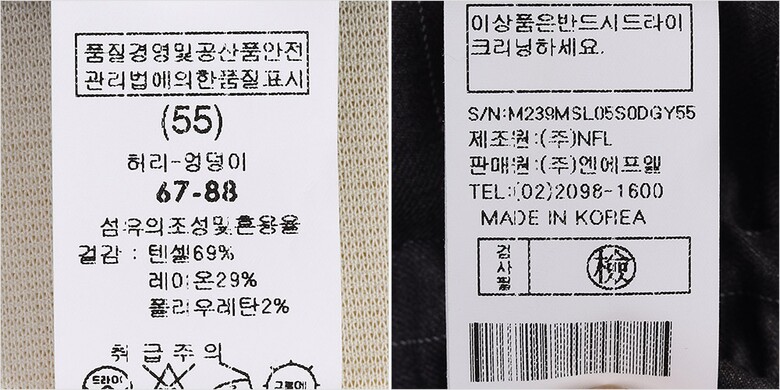 품질경영및공산품안전
관리법에의한품질표시
(55)
허리-엉덩이
67-88
섬유의조성및혼용율
겉감 : 텐셀69%
레이온29%
폴리우레탄2%
취급주의
드라이
이상품은반드시드라이
크리닝하세요.
S/N:M239MSL05S0DGY55
제조원:(주)NFL
판매원:(주)엔에프엘
TEL:(02)2098-1600
MADE IN KOREA
검사필
檢